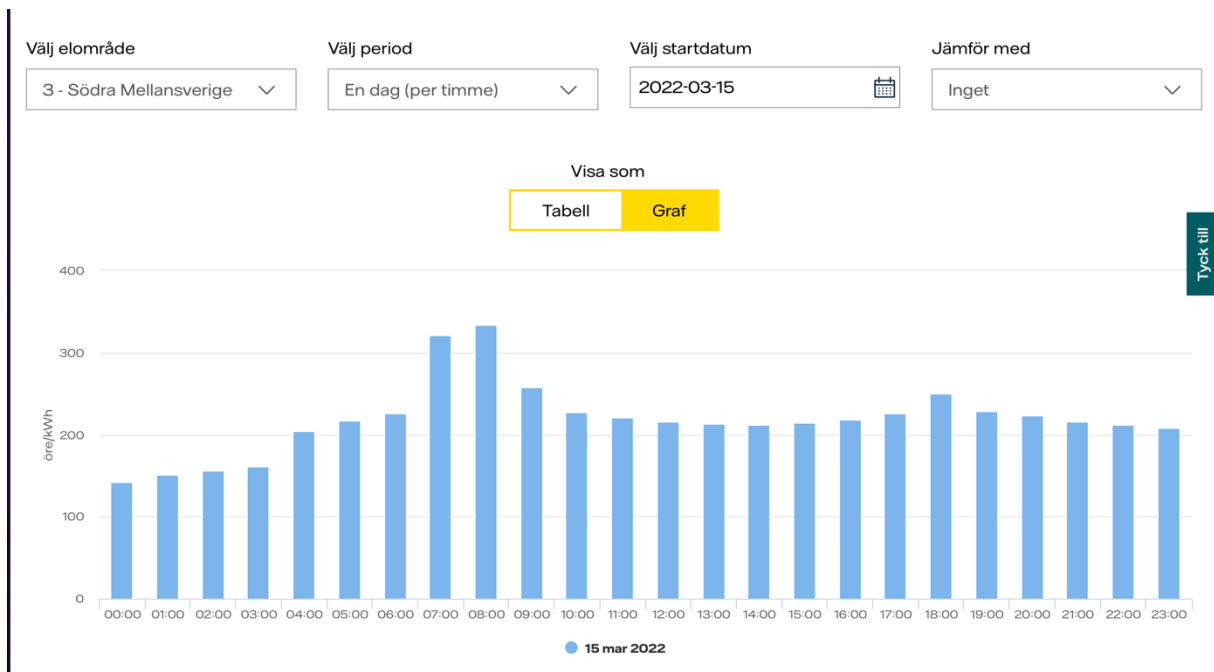 Välj elområde Välj period Välj startdatum Jämför med
3 - Södra Mellansverige En dag (per timme) 2022-03-15 Inget
Visa som
Tabell Graf
Tyck till
400
300
200
100
0
öre/kWh
00:00 01:00 02:00 03:00 04:00 05:00 06:00 07:00 08:00 09:00 10:00 11:00 12:00 13:00 14:00 15:00 16:00 17:00 18:00 19:00 20:00 21:00 22:00 23:00
15 mar 2022